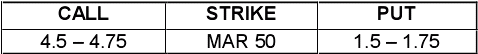 CALL STRIKE PUT
4.5 – 4.75 MAR 50 1.5 – 1.75